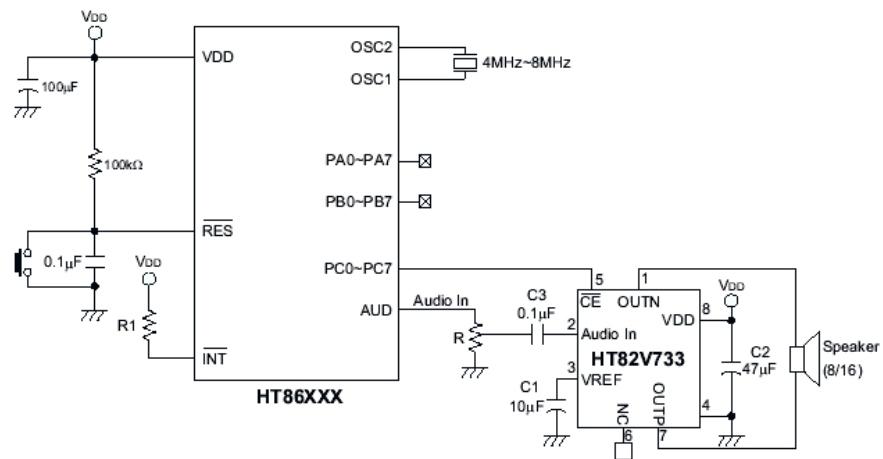 VDD
100μF
100kΩ
0.1μF
VDD
R1
VDD
RES
INT
OSC2
OSC1
PA0~PA7
PB0~PB7
PC0~PC7
AUD
HT86XXX
4MHz~8MHz
Audio In
R
C3
0.1μF
C1
10μF
5
1
CE
OUTN
2
Audio In
VDD
8
HT82V733
3
VREF
NC
OUTP
4
6
7
VDD
C2
47μF
Speaker
(8/16)